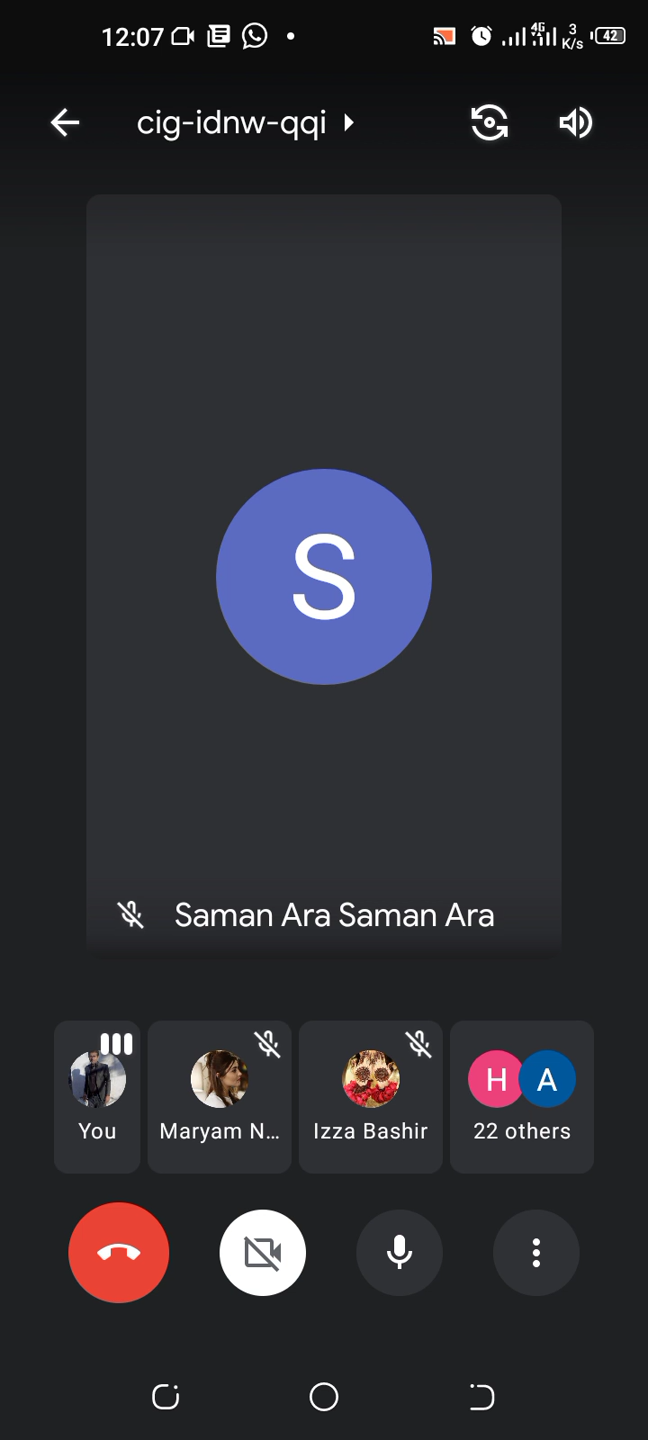 12:07 4G 3 K/s 42
cig-idnw-qqi
S
Saman Ara Saman Ara
H A
You Maryam N... Izza Bashir 22 others